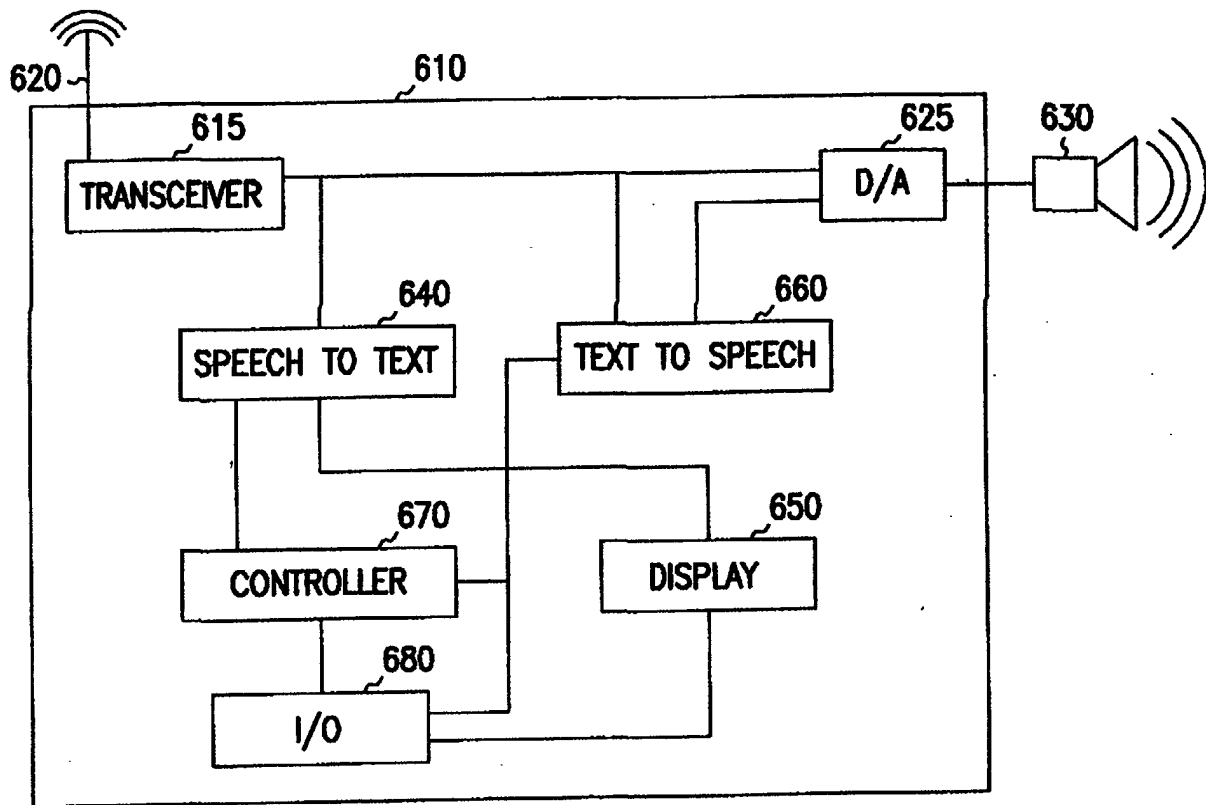 620
610
615
TRANSCEIVER
625
D/A
630
640
SPEECH TO TEXT
660
TEXT TO SPEECH
670
CONTROLLER
650
DISPLAY
680
I/O